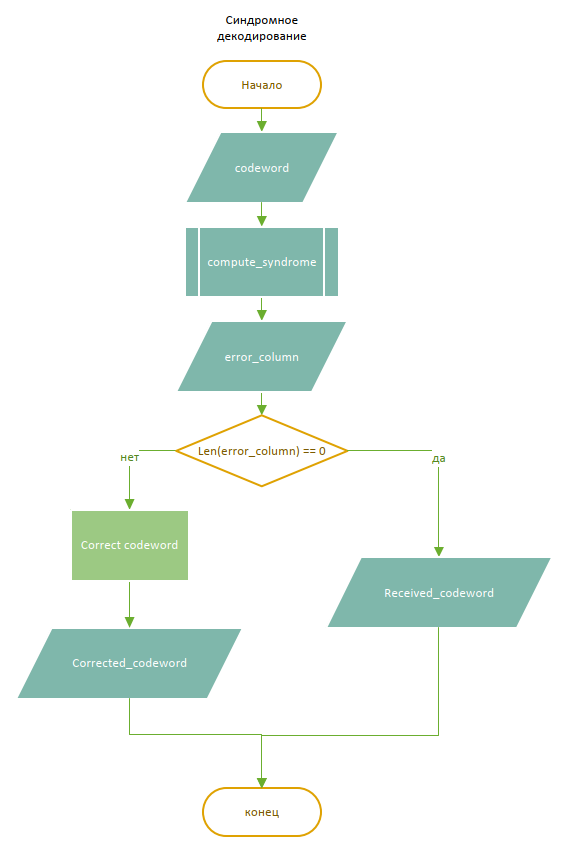 Синдромное
декодирование
Начало
codeword
compute_syndrome
error_column
Len(error_column) == 0
нет
да
Correct codeword
Received_codeword
Corrected_codeword
конец